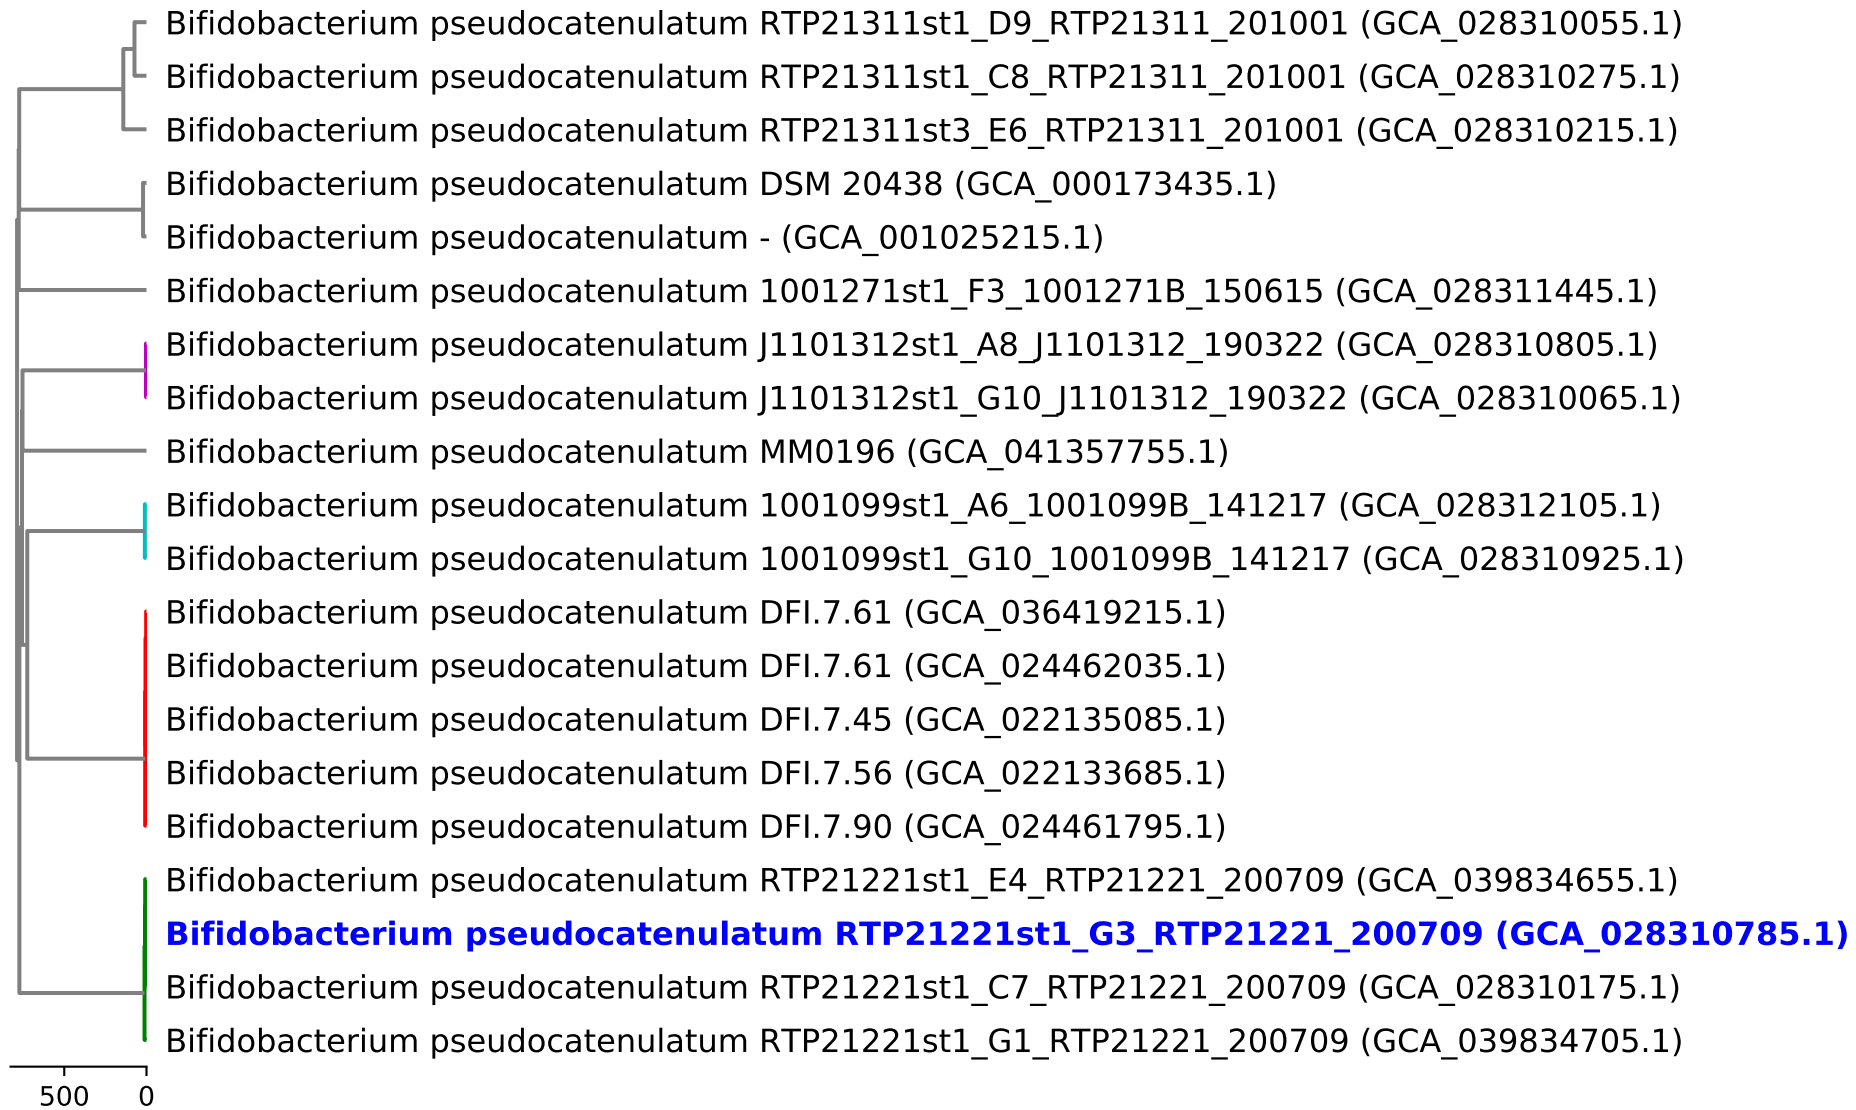 Bifidobacterium pseudocatenulatum RTP21311st1_D9_RTP21311_201001 (GCA_028310055.1)
Bifidobacterium pseudocatenulatum RTP21311st1_C8_RTP21311_201001 (GCA_028310275.1)
Bifidobacterium pseudocatenulatum RTP21311st3_E6_RTP21311_201001 (GCA_028310215.1)
Bifidobacterium pseudocatenulatum DSM 20438 (GCA_000173435.1)
Bifidobacterium pseudocatenulatum - (GCA_001025215.1)
Bifidobacterium pseudocatenulatum 1001271st1_F3_1001271B_150615 (GCA_028311445.1)
Bifidobacterium pseudocatenulatum J1101312st1_A8_J1101312_190322 (GCA_028310805.1)
Bifidobacterium pseudocatenulatum J1101312st1_G10_J1101312_190322 (GCA_028310065.1)
Bifidobacterium pseudocatenulatum MM0196 (GCA_041357755.1)
Bifidobacterium pseudocatenulatum 1001099st1_A6_1001099B_141217 (GCA_028312105.1)
Bifidobacterium pseudocatenulatum 1001099st1_G10_1001099B_141217 (GCA_028310925.1)
Bifidobacterium pseudocatenulatum DFI.7.61 (GCA_036419215.1)
Bifidobacterium pseudocatenulatum DFI.7.61 (GCA_024462035.1)
Bifidobacterium pseudocatenulatum DFI.7.45 (GCA_022135085.1)
Bifidobacterium pseudocatenulatum DFI.7.56 (GCA_022133685.1)
Bifidobacterium pseudocatenulatum DFI.7.90 (GCA_024461795.1)
Bifidobacterium pseudocatenulatum RTP21221st1_E4_RTP21221_200709 (GCA_039834655.1)
Bifidobacterium pseudocatenulatum RTP21221st1_G3_RTP21221_200709 (GCA_028310785.1)
Bifidobacterium pseudocatenulatum RTP21221st1_C7_RTP21221_200709 (GCA_028310175.1)
Bifidobacterium pseudocatenulatum RTP21221st1_G1_RTP21221_200709 (GCA_039834705.1)
500 0